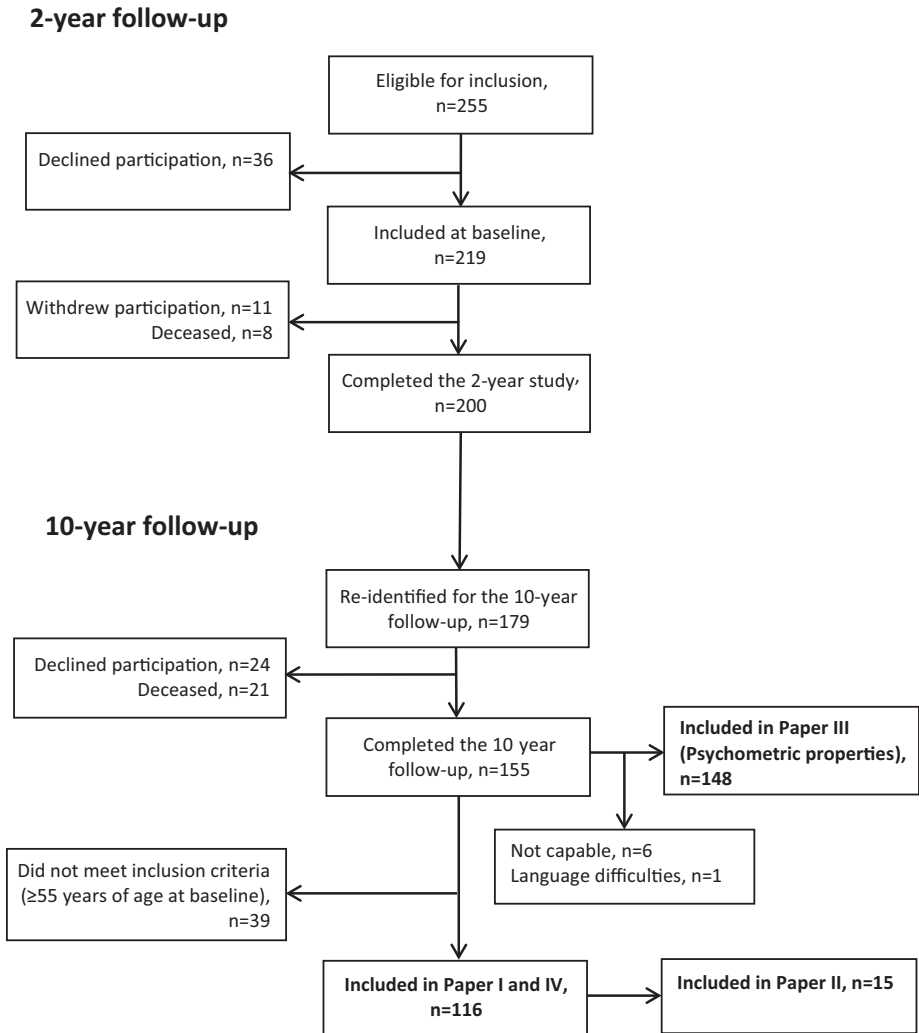 2-year follow-up
Eligible for inclusion,
n=255
Declined participation, n=36
Included at baseline,
n=219
Withdrew participation, n=11
Deceased, n=8
Completed the 2-year study,
n=200
10-year follow-up
Re-identified for the 10-year
follow-up, n=179
Declined participation, n=24
Deceased, n=21
Completed the 10 year
follow-up, n=155
Included in Paper III
(Psychometric properties),
n=148
Not capable, n=6
Language difficulties, n=1
Did not meet inclusion criteria
(≥55 years of age at baseline),
n=39
Included in Paper I and IV,
n=116
Included in Paper II, n=15